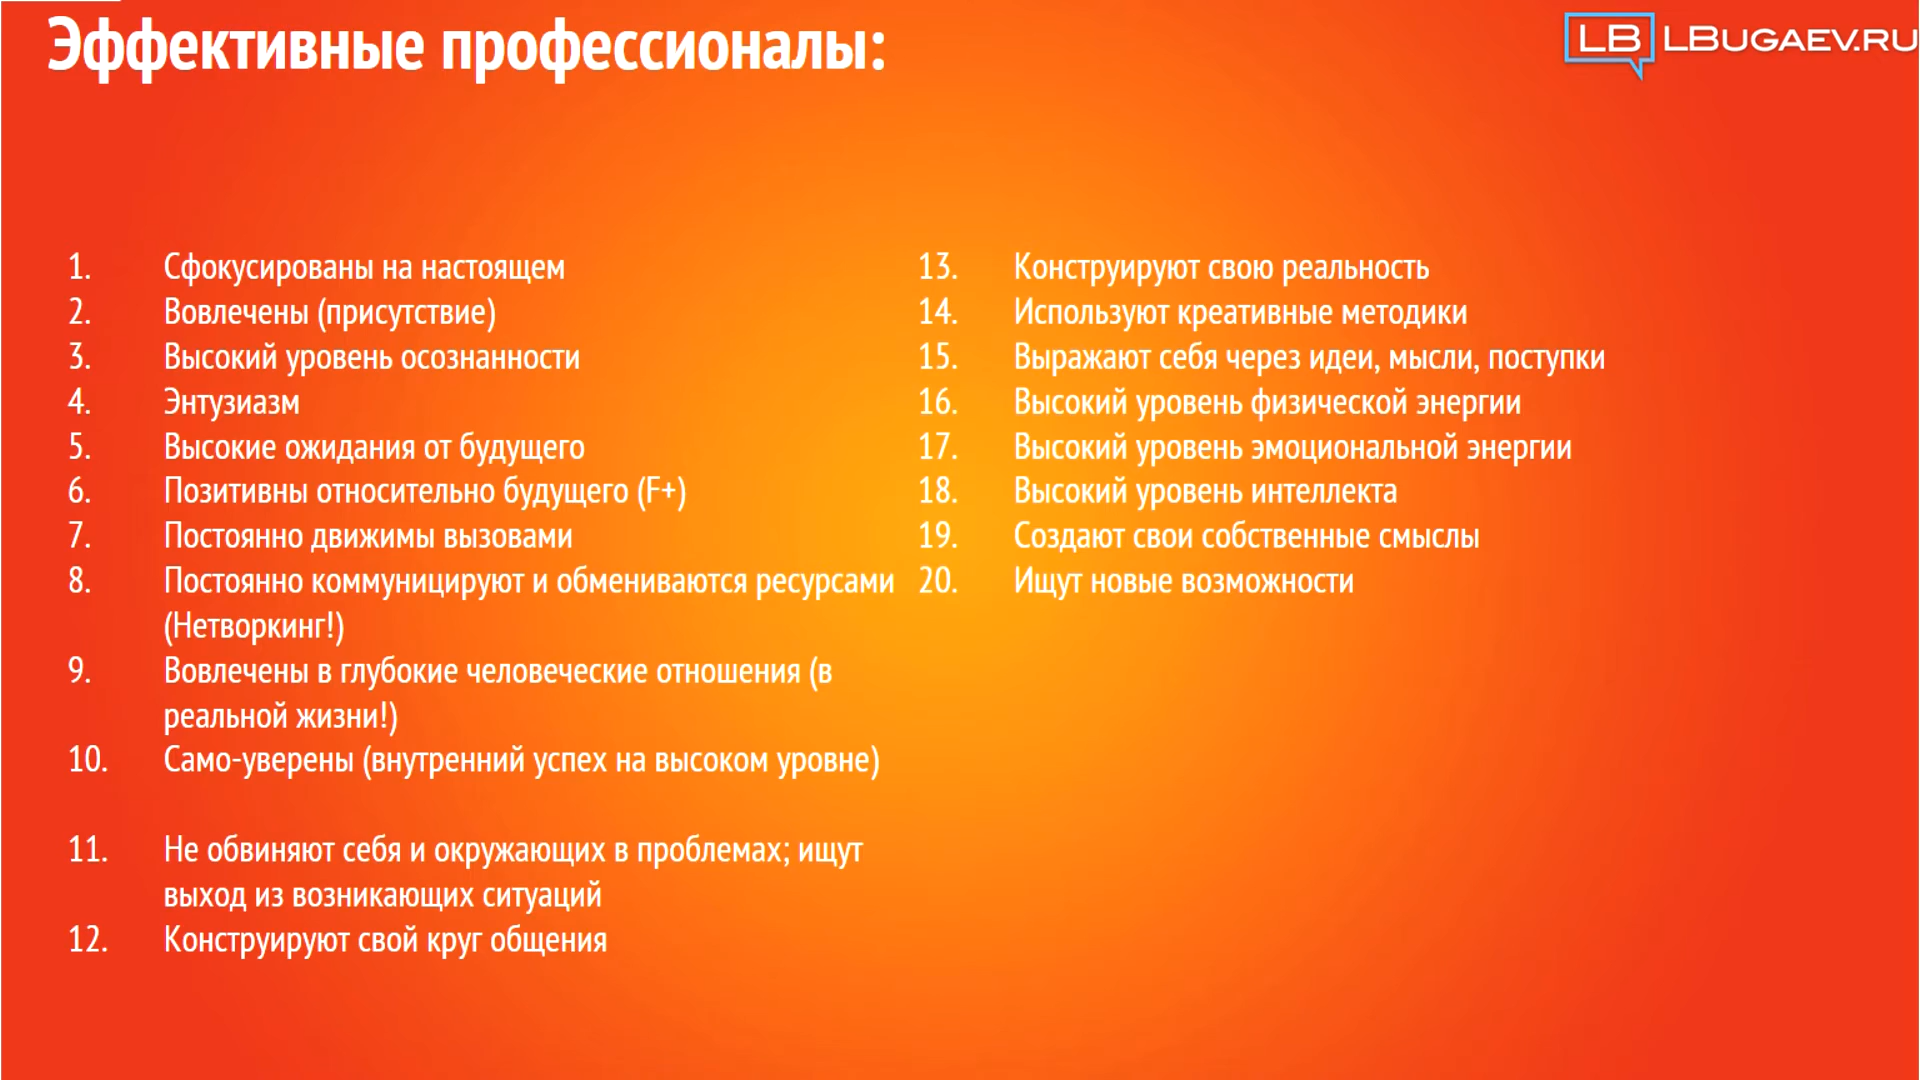 Эффективные профессионалы:
LB LBUGAEV.RU
1. Сфокусированы на настоящем
2. Вовлечены (присутствие)
3. Высокий уровень осознанности
4. Энтузиазм
5. Высокие ожидания от будущего
6. Позитивны относительно будущего (F+)
7. Постоянно движимы вызовами
8. Постоянно коммуницируют и обмениваются ресурсами
(Нетворкинг!)
9. Вовлечены в глубокие человеческие отношения (в
реальной жизни!)
10. Само-уверены (внутренний успех на высоком уровне)
11. Не обвиняют себя и окружающих в проблемах; ищут
выход из возникающих ситуаций
12. Конструируют свой круг общения
13. Конструируют свою реальность
14. Используют креативные методики
15. Выражают себя через идеи, мысли, поступки
16. Высокий уровень физической энергии
17. Высокий уровень эмоциональной энергии
18. Высокий уровень интеллекта
19. Создают свои собственные смыслы
20. Ищут новые возможности